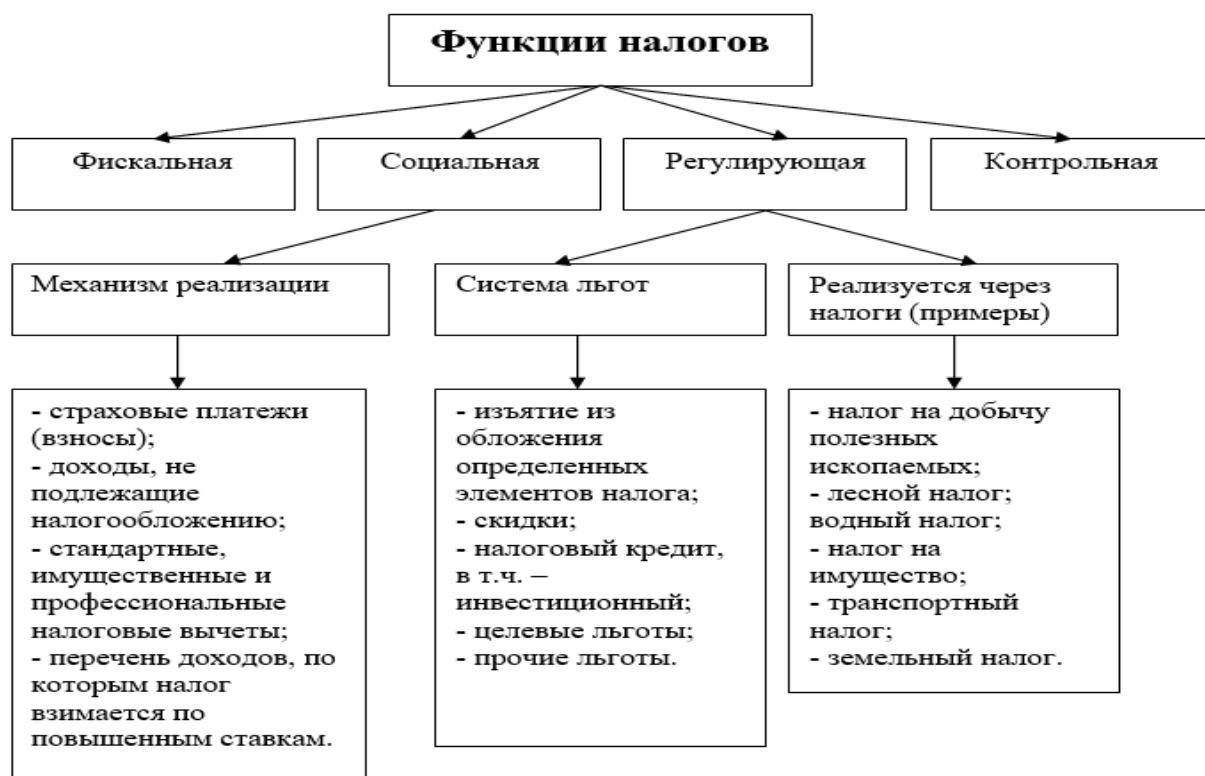 Функции налогов
Фискальная
Социальная
Регулирующая
Контрольная
Механизм реализации
Система льгот
Реализуется через
налоги (примеры)
- страховые платежи
(взносы);
- доходы, не
подлежащие
налогообложению;
- стандартные,
имущественные и
профессиональные
налоговые вычеты;
- перечень доходов, по
которым налог
взимается по
повышенным ставкам.
- изъятие из
обложения
определенных
элементов налога;
- скидки;
- налоговый кредит,
в т.ч. –
инвестиционный;
- целевые льготы;
- прочие льготы.
- налог на добычу
полезных
ископаемых;
- лесной налог;
водный налог;
- налог на
имущество;
- транспортный
налог;
- земельный налог.